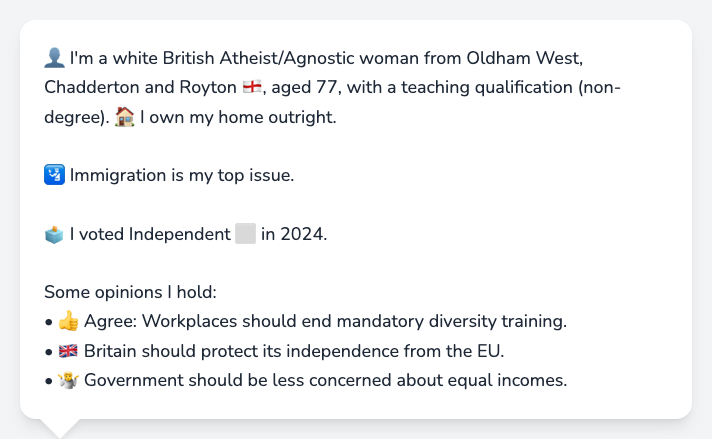 👤 I'm a white British Atheist/Agnostic woman from Oldham West,
Chadderton and Royton 🏴󠁧󠁢󠁥󠁮󠁧󠁿, aged 77, with a teaching qualification (non-
degree). 🏠 I own my home outright.
🛂 Immigration is my top issue.
🗳️ I voted Independent ⬜ in 2024.
Some opinions I hold:
• 👍 Agree: Workplaces should end mandatory diversity training.
• 🇬🇧 Britain should protect its independence from the EU.
• 🤷 Government should be less concerned about equal incomes.